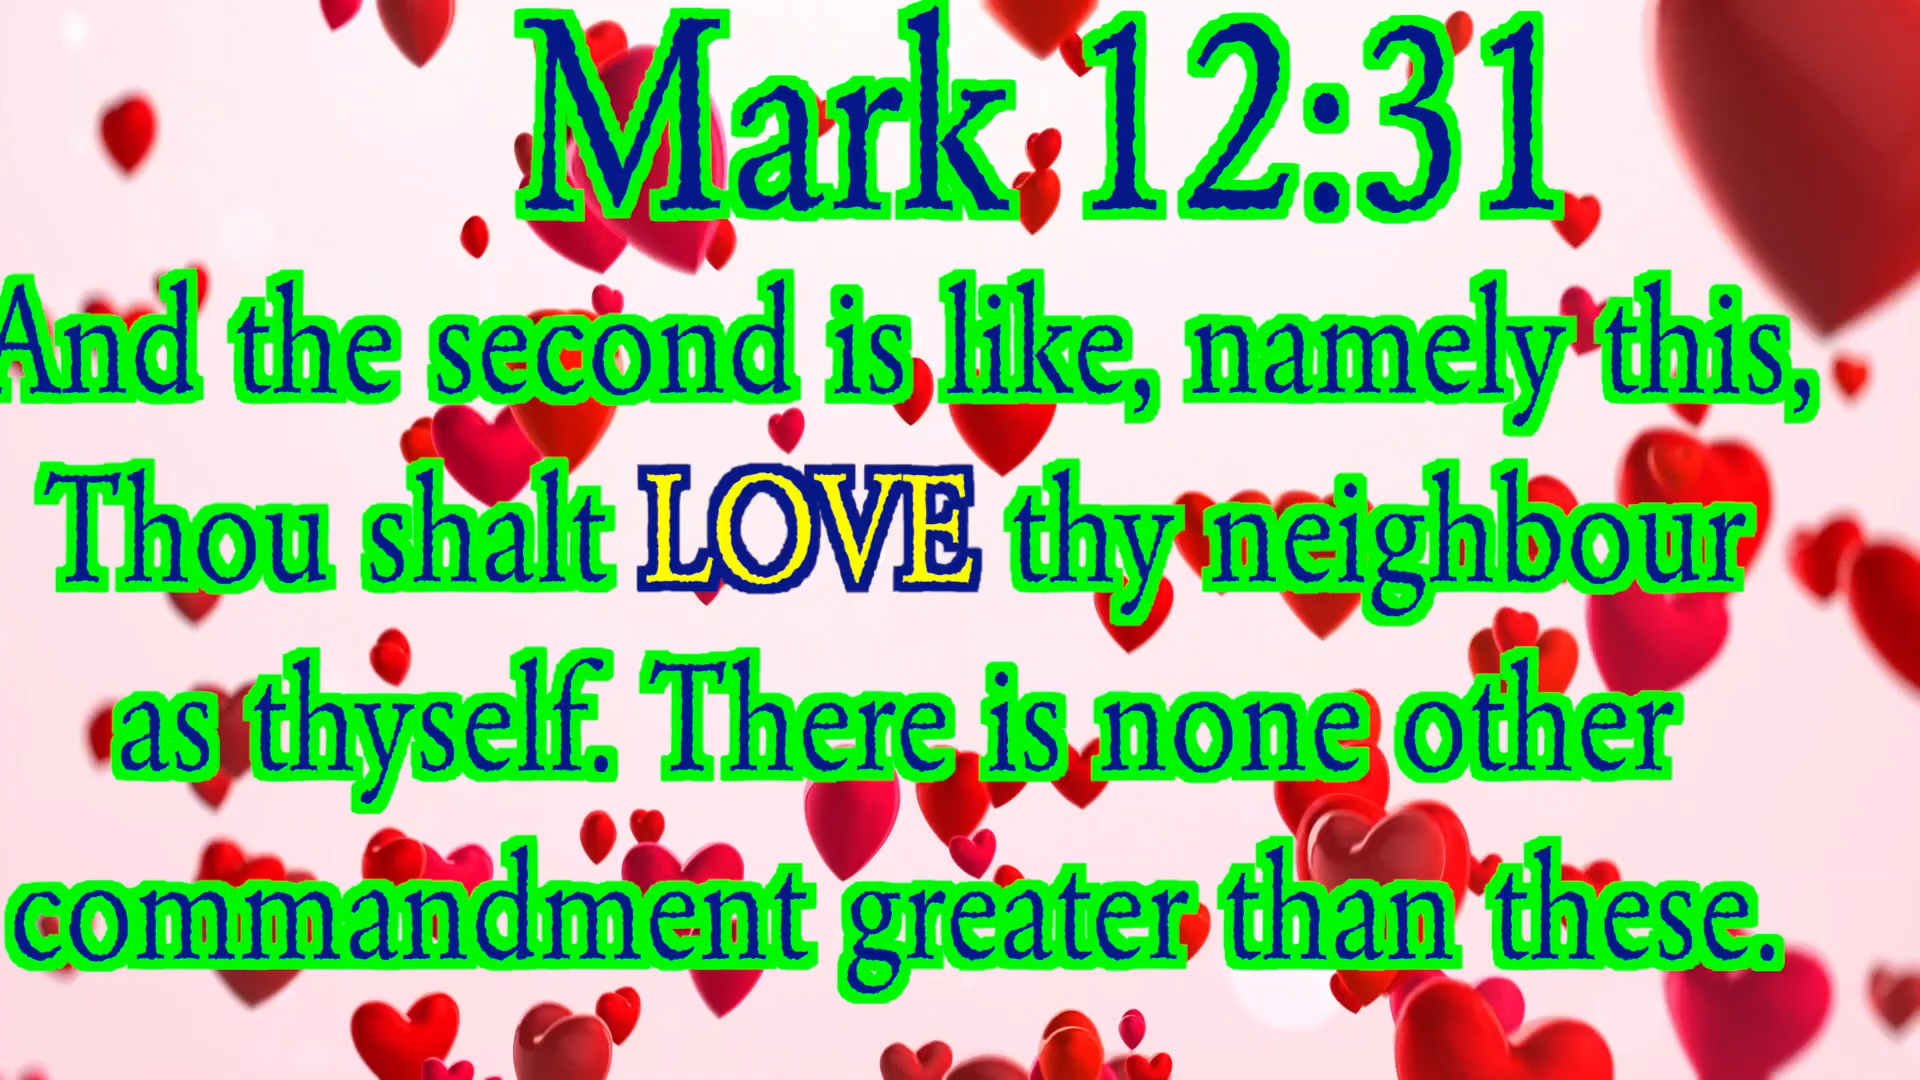 Mark 12:31
And the second is like, namely this,
Thou shalt LOVE thy neighbour
as thyself. There is none other
commandment greater than these.